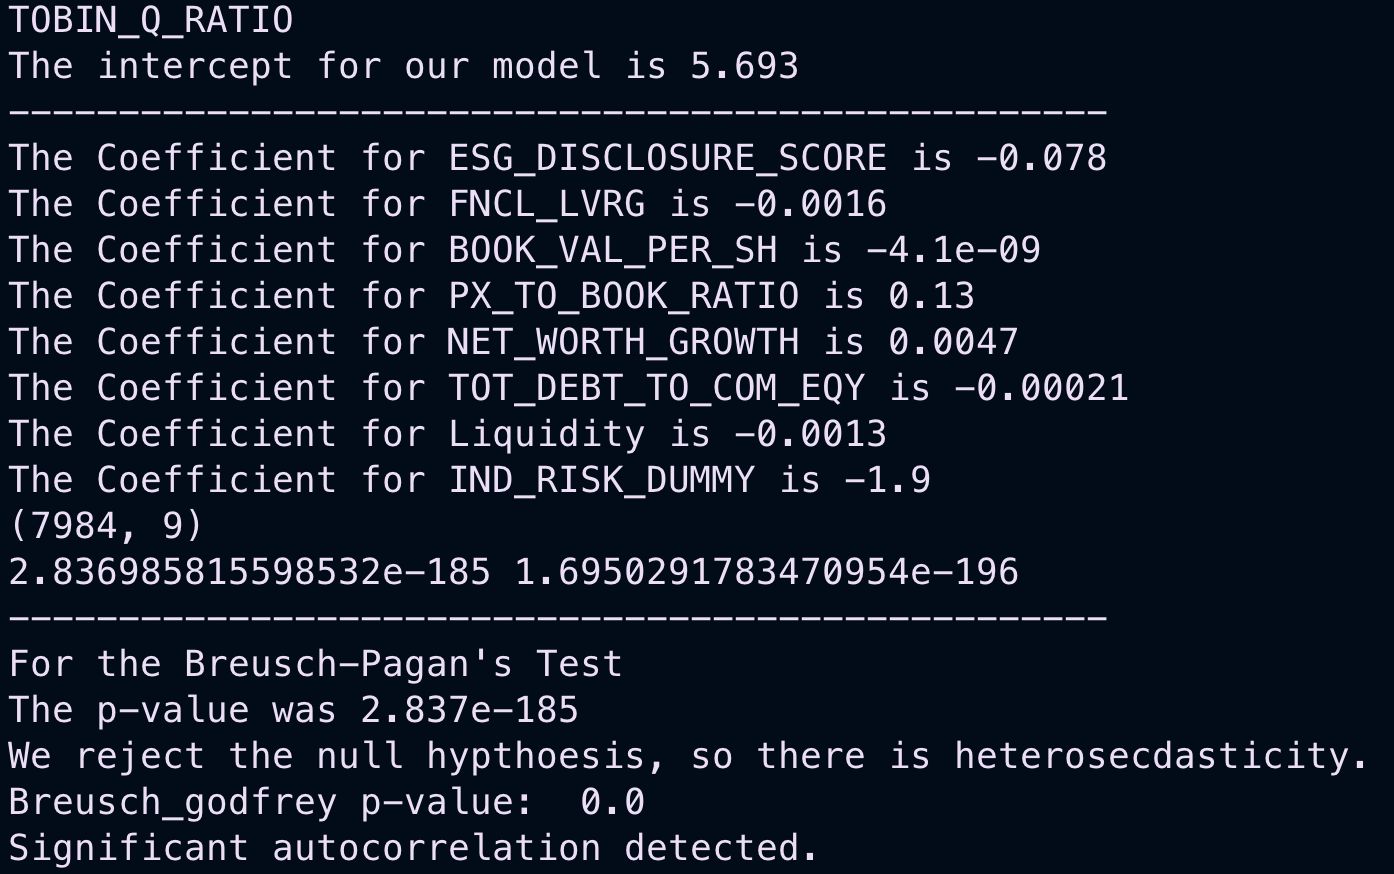 TOBIN_Q_RATIO
The intercept for our model is 5.693
--------------------------------------------------
The Coefficient for ESG_DISCLOSURE_SCORE is -0.078
The Coefficient for FNCL_LVRG is -0.0016
The Coefficient for BOOK_VAL_PER_SH is -4.1e-09
The Coefficient for PX_TO_BOOK_RATIO is 0.13
The Coefficient for NET_WORTH_GROWTH is 0.0047
The Coefficient for TOT_DEBT_TO_COM_EQY is -0.00021
The Coefficient for Liquidity is -0.0013
The Coefficient for IND_RISK_DUMMY is -1.9
(7984, 9)
2.836985815598532e-185 1.6950291783470954e-196
--------------------------------------------------
For the Breusch-Pagan's Test
The p-value was 2.837e-185
We reject the null hypthoesis, so there is heterosecdasticity.
Breusch_godfrey p-value:  0.0
Significant autocorrelation detected.